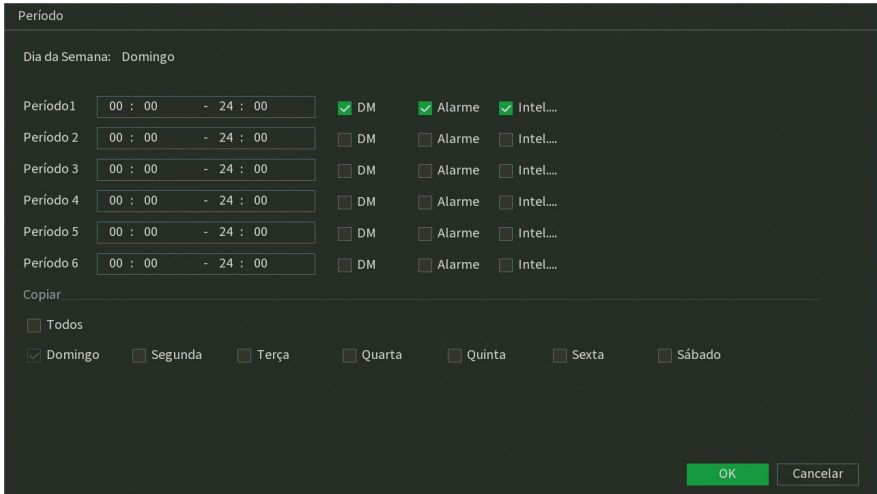 Período
Dia da Semana: Domingo
Período1 00 : 00 - 24 : 00 DM Alarme Intel....
Período 2 00 : 00 - 24 : 00 DM Alarme Intel....
Período 3 00 : 00 - 24 : 00 DM Alarme Intel....
Período 4 00 : 00 - 24 : 00 DM Alarme Intel....
Período 5 00 : 00 - 24 : 00 DM Alarme Intel....
Período 6 00 : 00 - 24 : 00 DM Alarme Intel....
Copiar
Todos
Domingo Segunda Terça Quarta Quinta Sexta Sábado
OK Cancelar